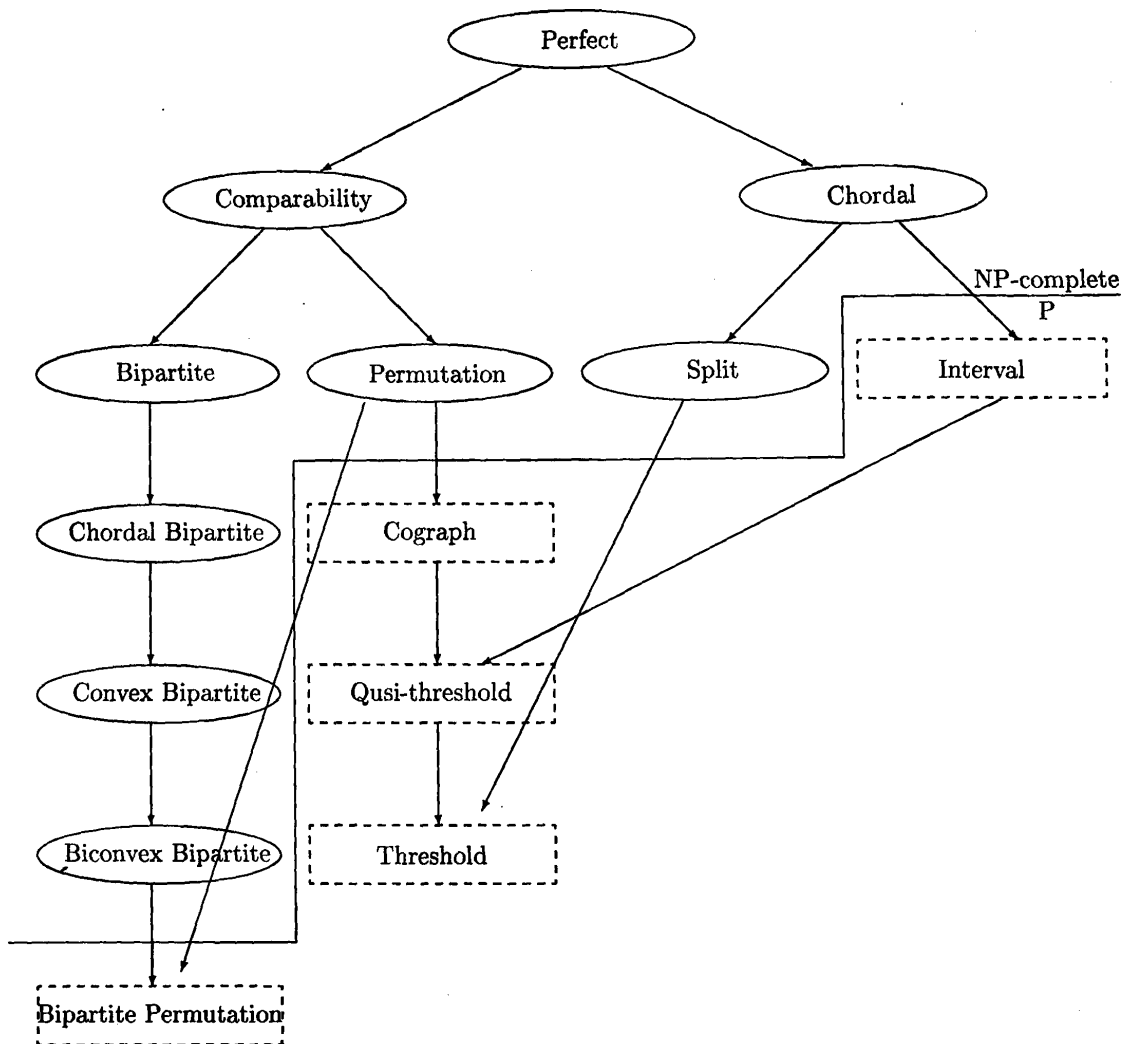 Perfect
Comparability
Chordal
NP-complete
P
Bipartite
Permutation
Split
Interval
Chordal Bipartite
Cograph
Convex Bipartite
Qusi-threshold
Biconvex Bipartite
Threshold
Bipartite Permutation